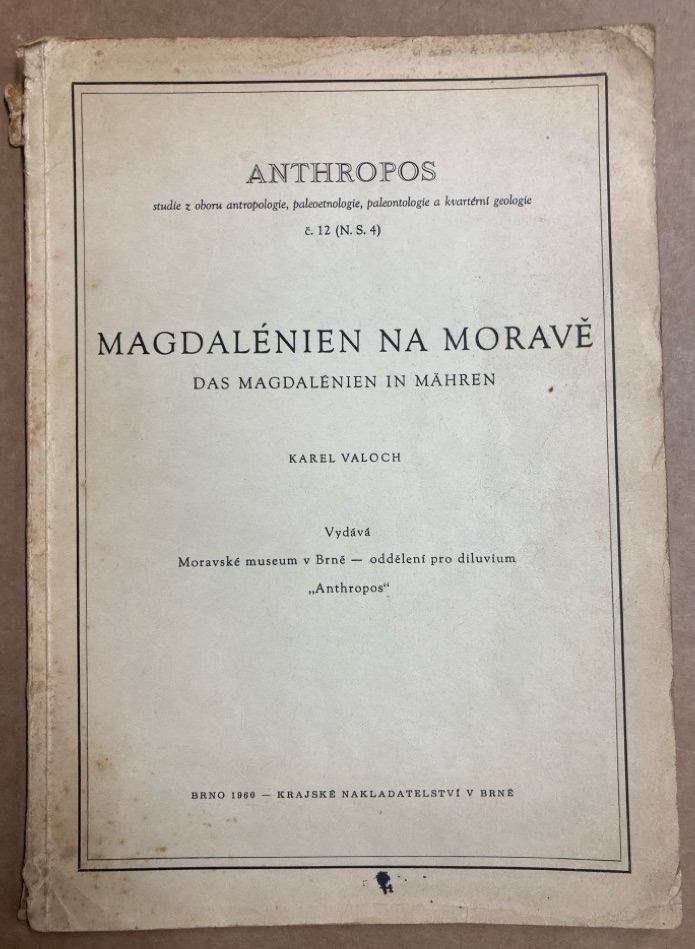 ANTHROPOS
studie z oboru antropologie, paleoetnologie, paleontologie a kvartérní geologie
č. 12 (N. S. 4)
MAGDALÉNIEN NA MORAVĚ
DAS MAGDALÉNIEN IN MÄHREN
KAREL VALOCH
Vydává
Moravské museum v Brně — oddělení pro diluvium
„Anthropos“
BRNO 1960 — KRAJSKÉ NAKLADATELSTVÍ V BRNĚ